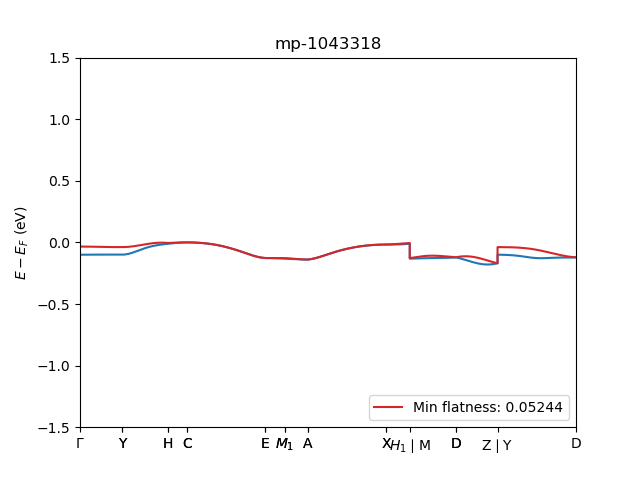 mp-1043318
1.5
1.0
0.5
0.0
−0.5
−1.0
−1.5
E − E_F (eV)
Min flatness: 0.05244
Γ Y H C E M_1 A X H_1 | M D Z | Y D